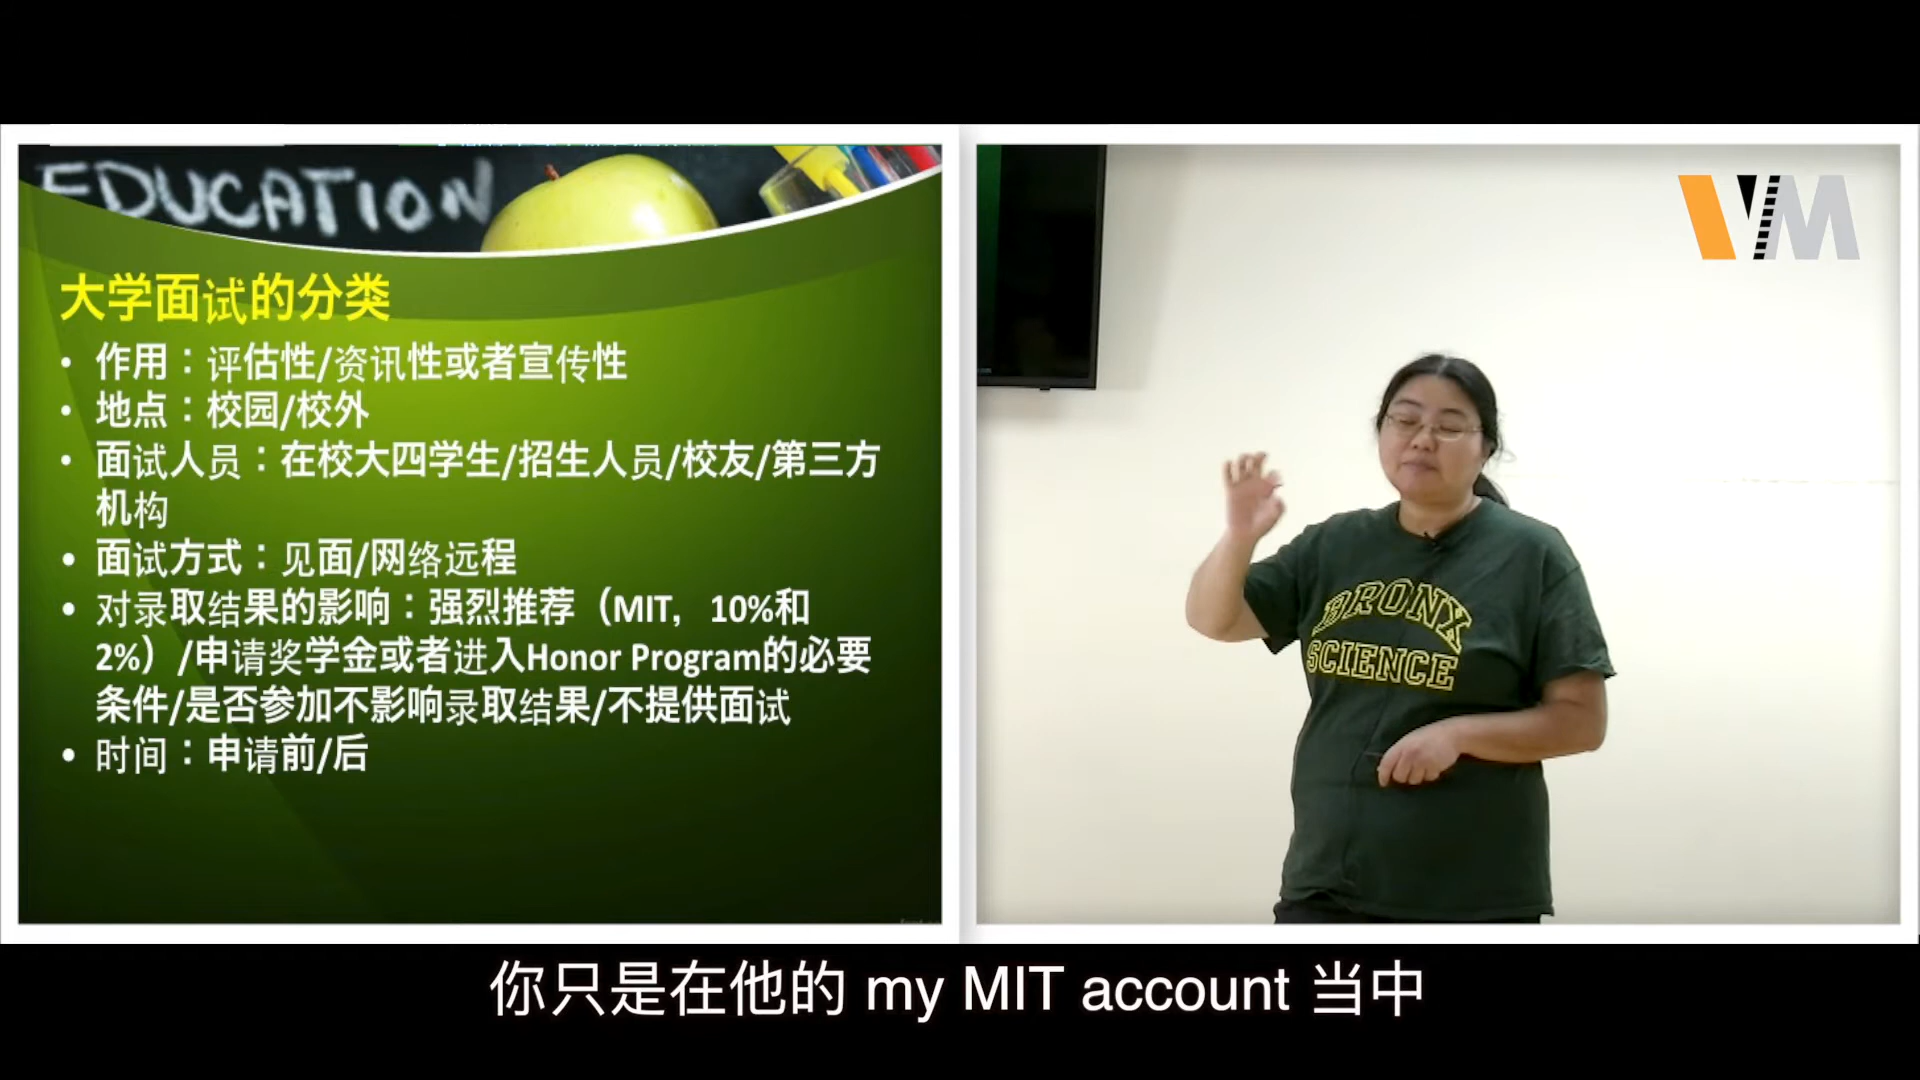 EDUCATION
大学面试的分类
• 作用：评估性/资讯性或者宣传性
• 地点：校园/校外
• 面试人员：在校大四学生/招生人员/校友/第三方
机构
• 面试方式：见面/网络远程
• 对录取结果的影响：强烈推荐（MIT，10%和
2%）/申请奖学金或者进入Honor Program的必要
条件/是否参加不影响录取结果/不提供面试
• 时间：申请前/后
VM
BRONX
SCIENCE
你只是在他的 my MIT account 当中